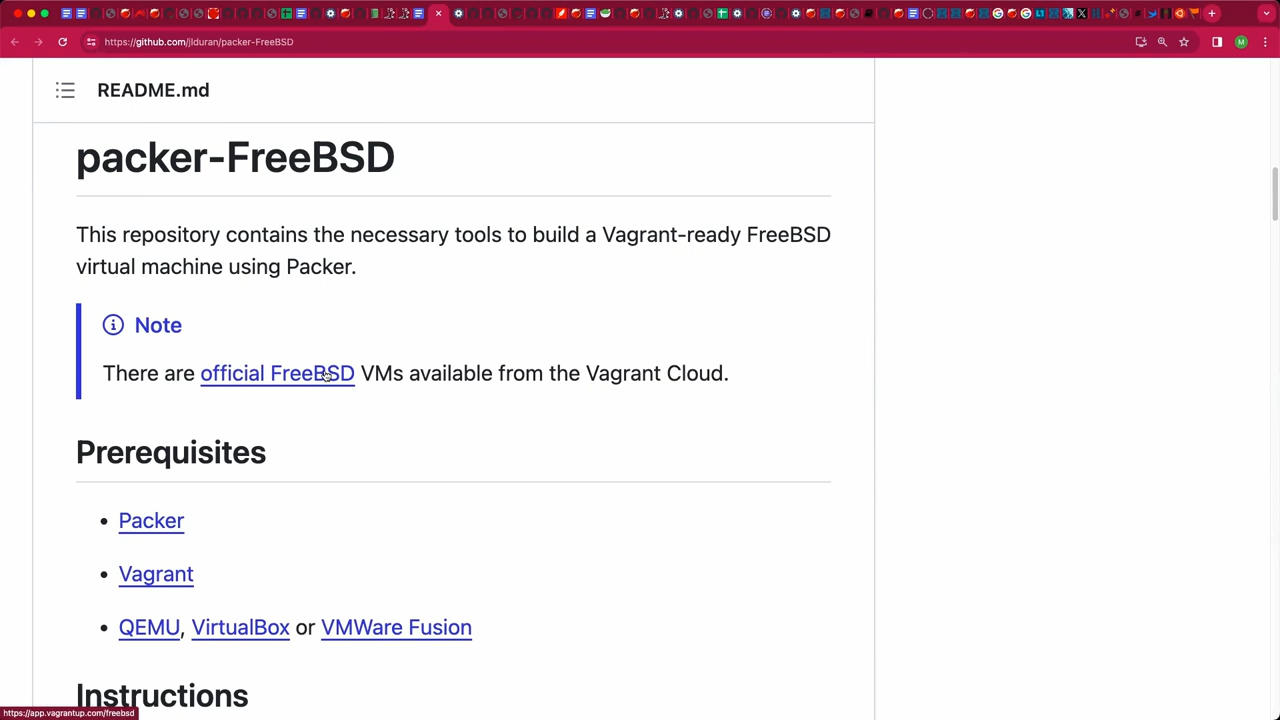 https://github.com/jlduran/packer-FreeBSD
README.md
packer-FreeBSD
This repository contains the necessary tools to build a Vagrant-ready FreeBSD
virtual machine using Packer.
Note
There are official FreeBSD VMs available from the Vagrant Cloud.
Prerequisites
• Packer
• Vagrant
• QEMU, VirtualBox or VMWare Fusion
Instructions
https://app.vagrantup.com/freebsd